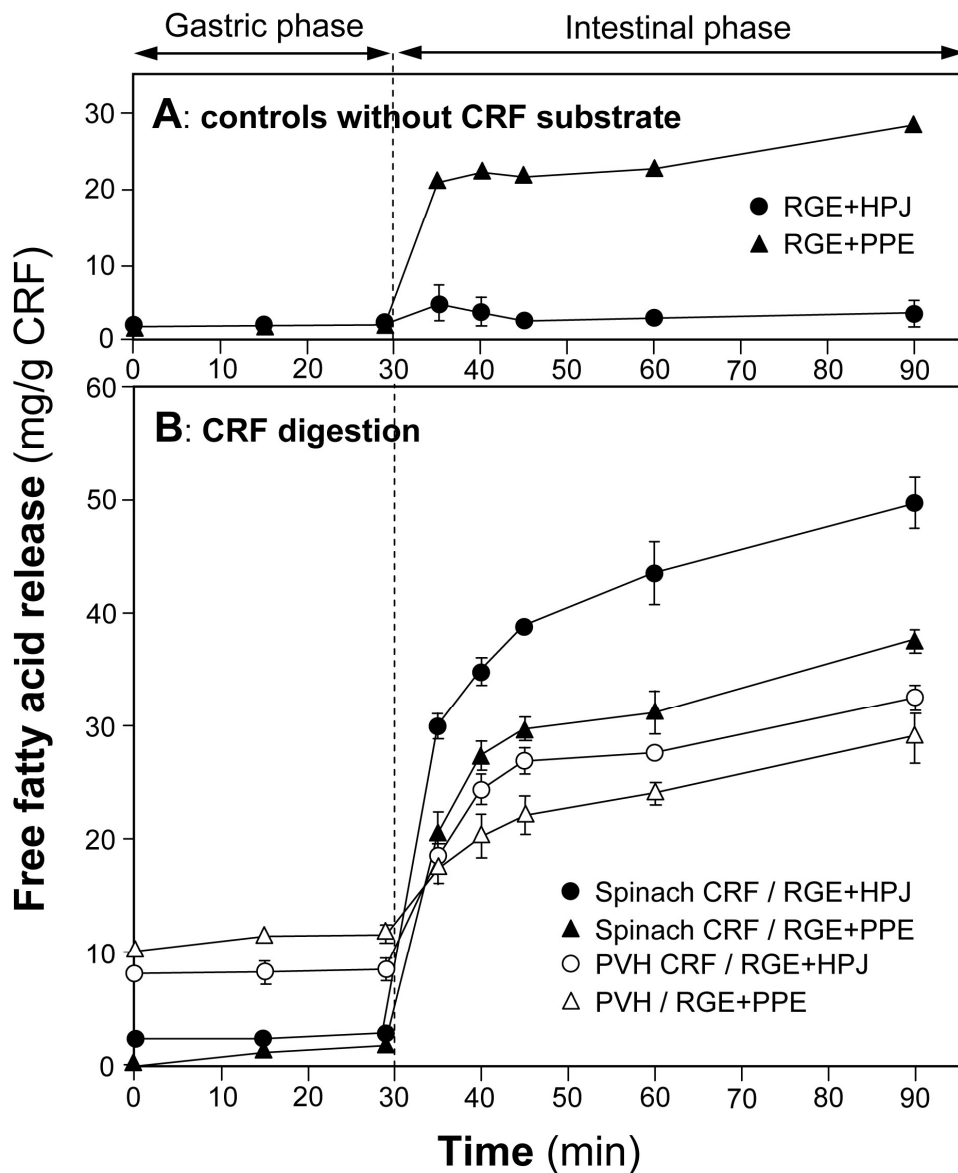 Gastric phase Intestinal phase
A: controls without CRF substrate
30
20
10
0
RGE+HPJ
RGE+PPE
0 10 20 30 40 50 60 70 80 90
Free fatty acid release (mg/g CRF)
B: CRF digestion
60
50
40
30
20
10
0
Spinach CRF / RGE+HPJ
Spinach CRF / RGE+PPE
PVH CRF / RGE+HPJ
PVH / RGE+PPE
0 10 20 30 40 50 60 70 80 90
Time (min)